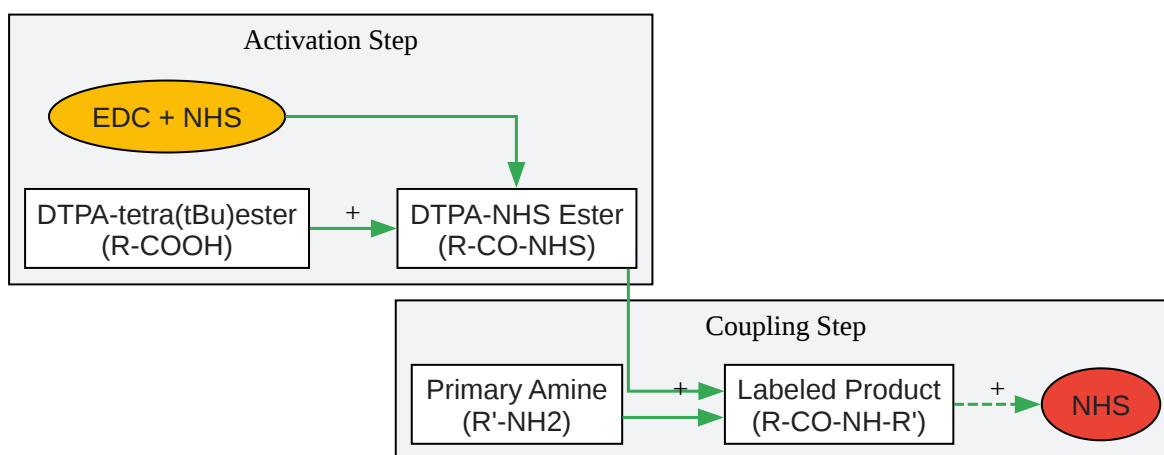 Activation Step
EDC + NHS
DTPA-tetra(tBu)ester
(R-COOH)
+
DTPA-NHS Ester
(R-CO-NHS)
Coupling Step
Primary Amine
(R'-NH2)
+
Labeled Product
(R-CO-NH-R')
+
NHS